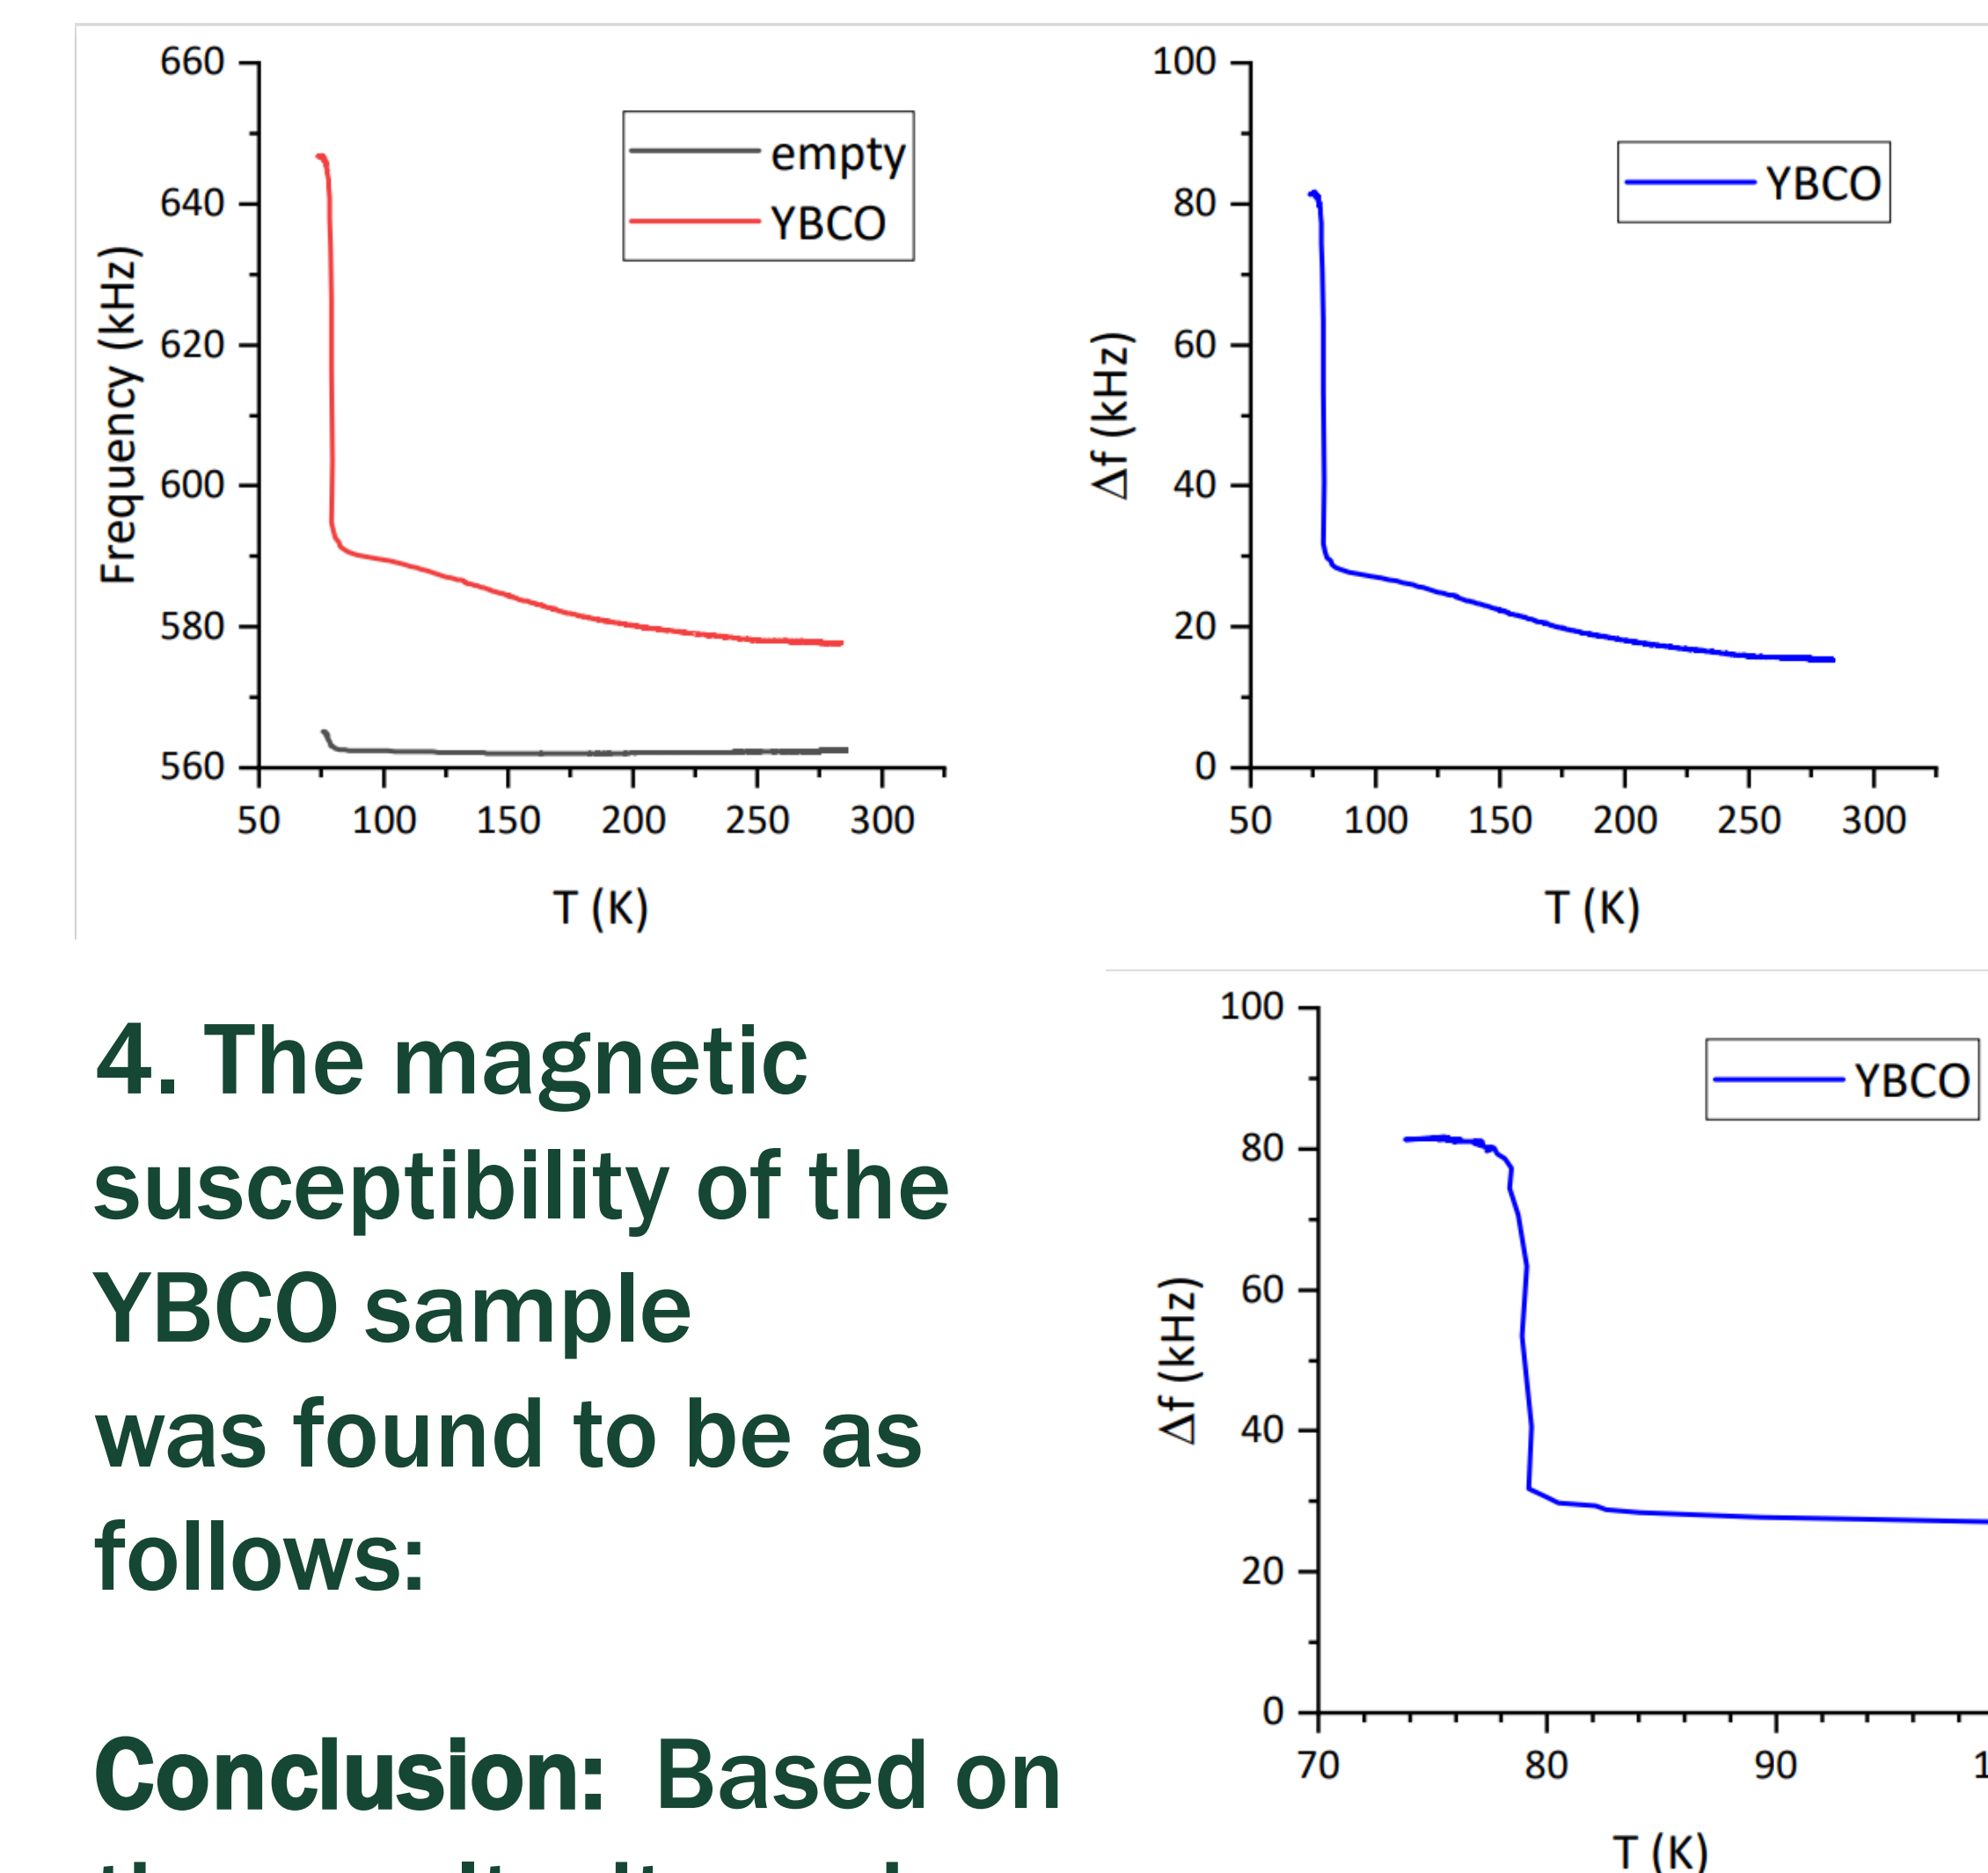 660
640
620
600
580
560
Frequency (kHz)
empty
YBCO
50 100 150 200 250 300
T (K)
100
80
60
40
20
0
Δf (kHz)
YBCO
50 100 150 200 250 300
T (K)
4. The magnetic
susceptibility of the
YBCO sample
was found to be as
follows:
Conclusion: Based on
100
80
60
40
20
0
Δf (kHz)
YBCO
70 80 90
T (K)